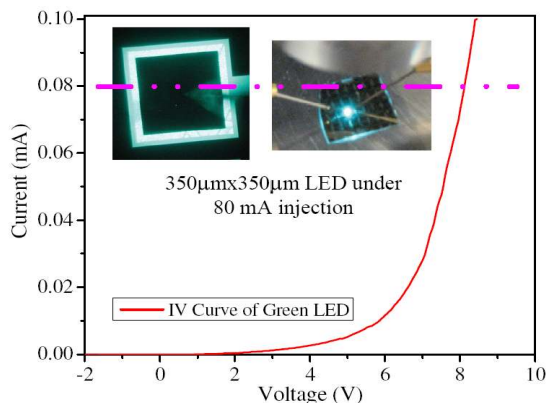 0.10
0.08
0.06
0.04
0.02
0.00
Current (mA)
350μmx350μm LED under
80 mA injection
IV Curve of Green LED
-2
0
2
4
6
8
10
Voltage (V)